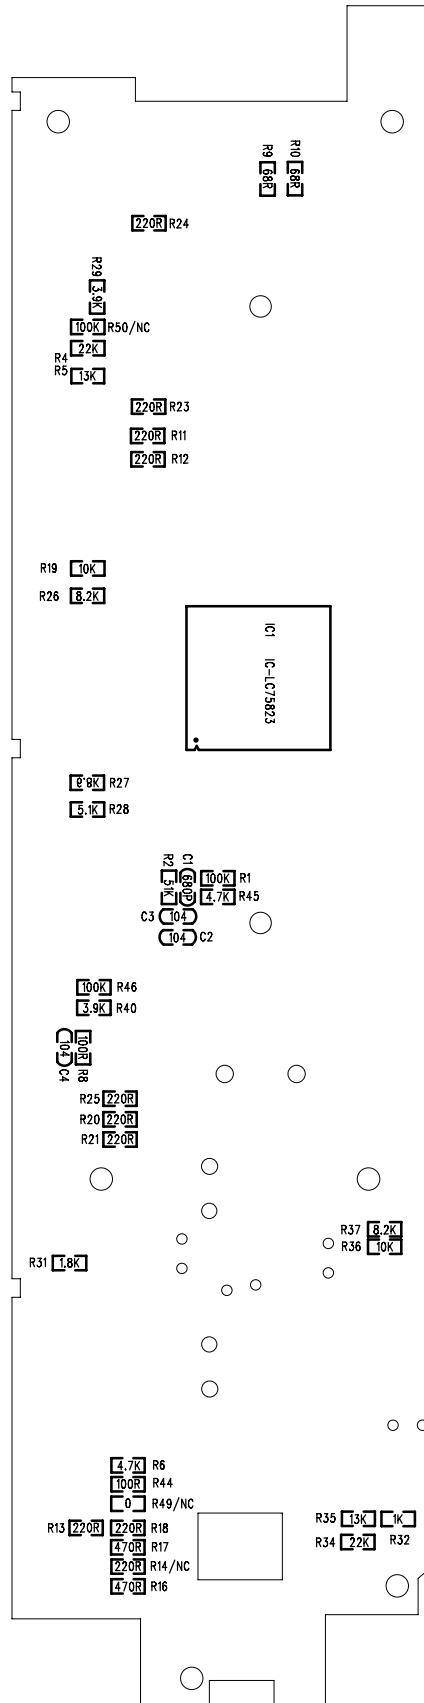 R9 68R
R10 68R
220R R24
R29 3.9K
100K R50/NC
R4 22K
R5 13K
220R R23
220R R11
220R R12
R19 10K
R26 8.2K
IC1 IC-LC75823
R27
5.1K R28
R2 51K
C1 680P
100K R1
4.7K R45
C3 104
104 C2
100K R46
3.9K R40
104 C4
100R R8
R25 220R
R20 220R
R21 220R
R37 8.2K
R36 10K
R31 1.8K
4.7K R6
100R R44
0 R49/NC
R13 220R 220R R18
470R R17
220R R14/NC
470R R16
R35 13K 1K
R34 22K R32